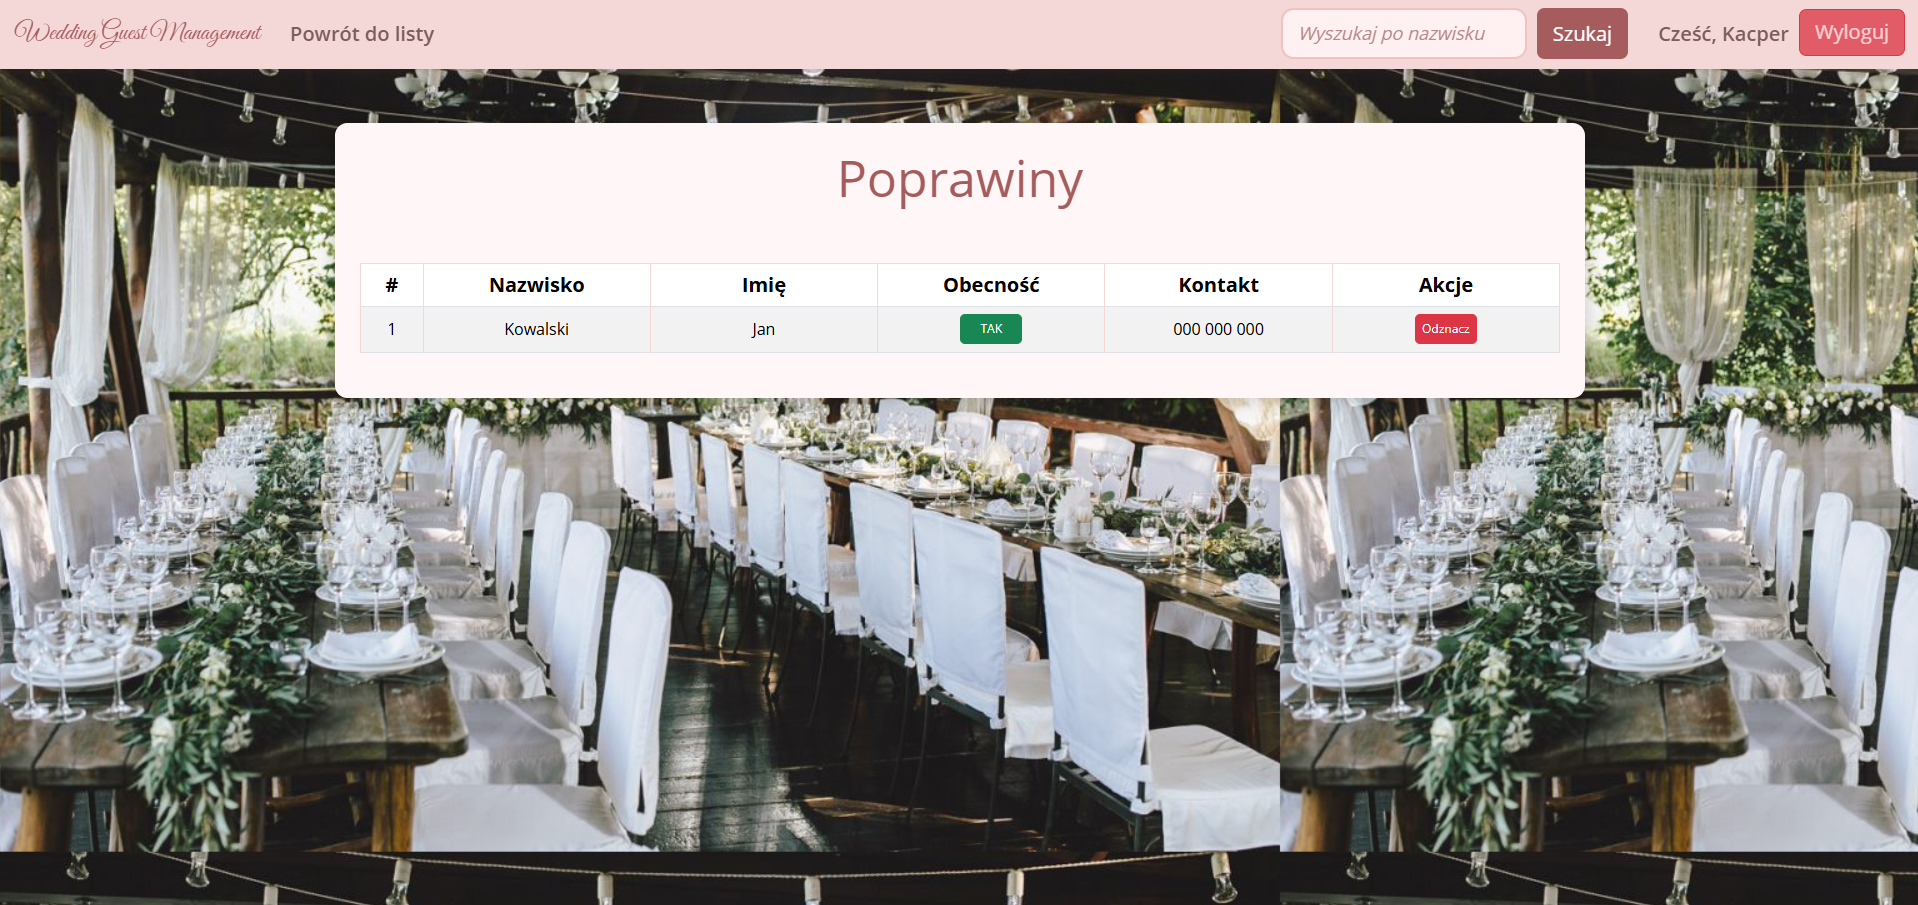 Wedding Guest Management Powrót do listy Wyszukaj po nazwisku Szukaj Cześć, Kacper Wyloguj
Poprawiny
# Nazwisko Imię Obecność Kontakt Akcje
1 Kowalski Jan TAK 000 000 000 Odznacz